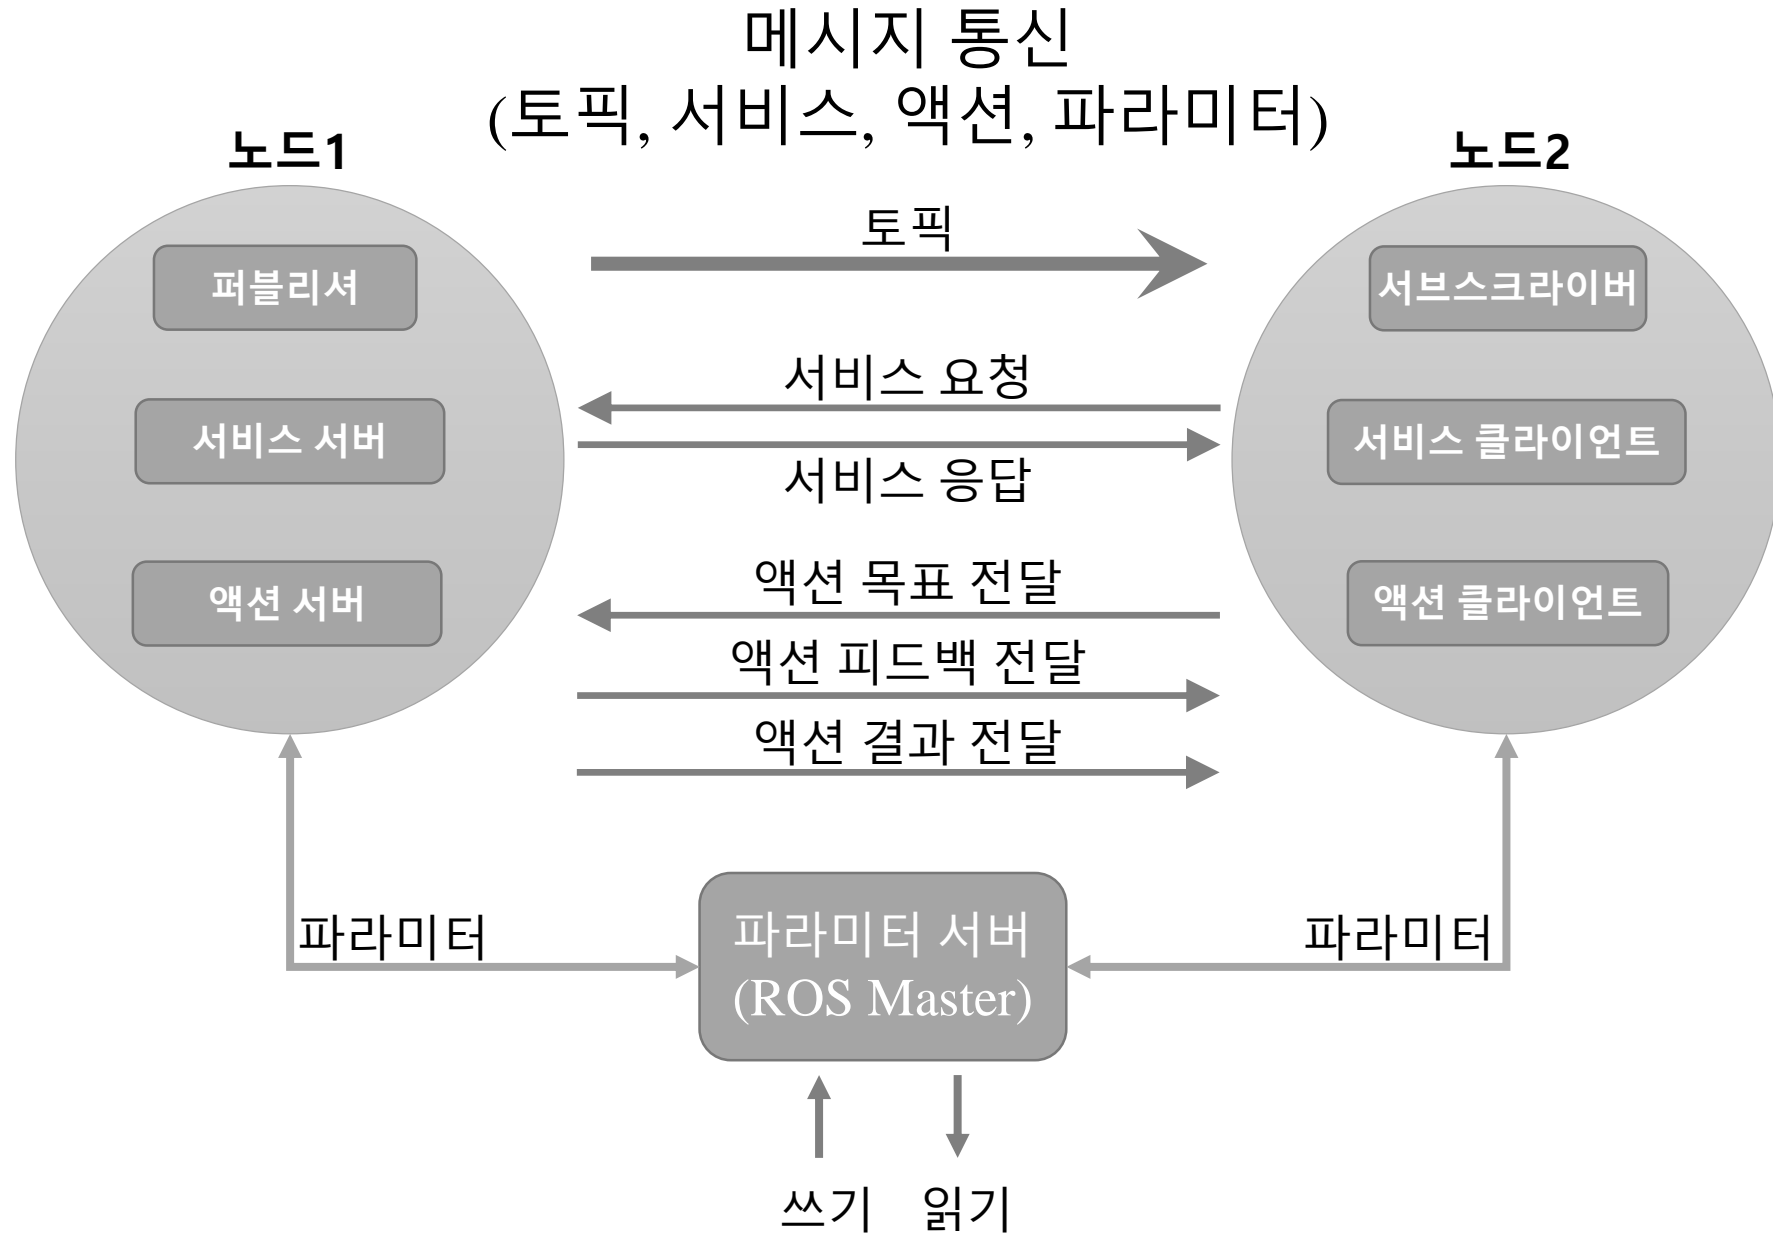 메시지 통신
(토픽, 서비스, 액션, 파라미터)
노드1
노드2
퍼블리셔
토픽
서브스크라이버
서비스 요청
서비스 서버
서비스 클라이언트
서비스 응답
액션 목표 전달
액션 서버
액션 클라이언트
액션 피드백 전달
액션 결과 전달
파라미터
파라미터 서버
(ROS Master)
파라미터
쓰기
읽기